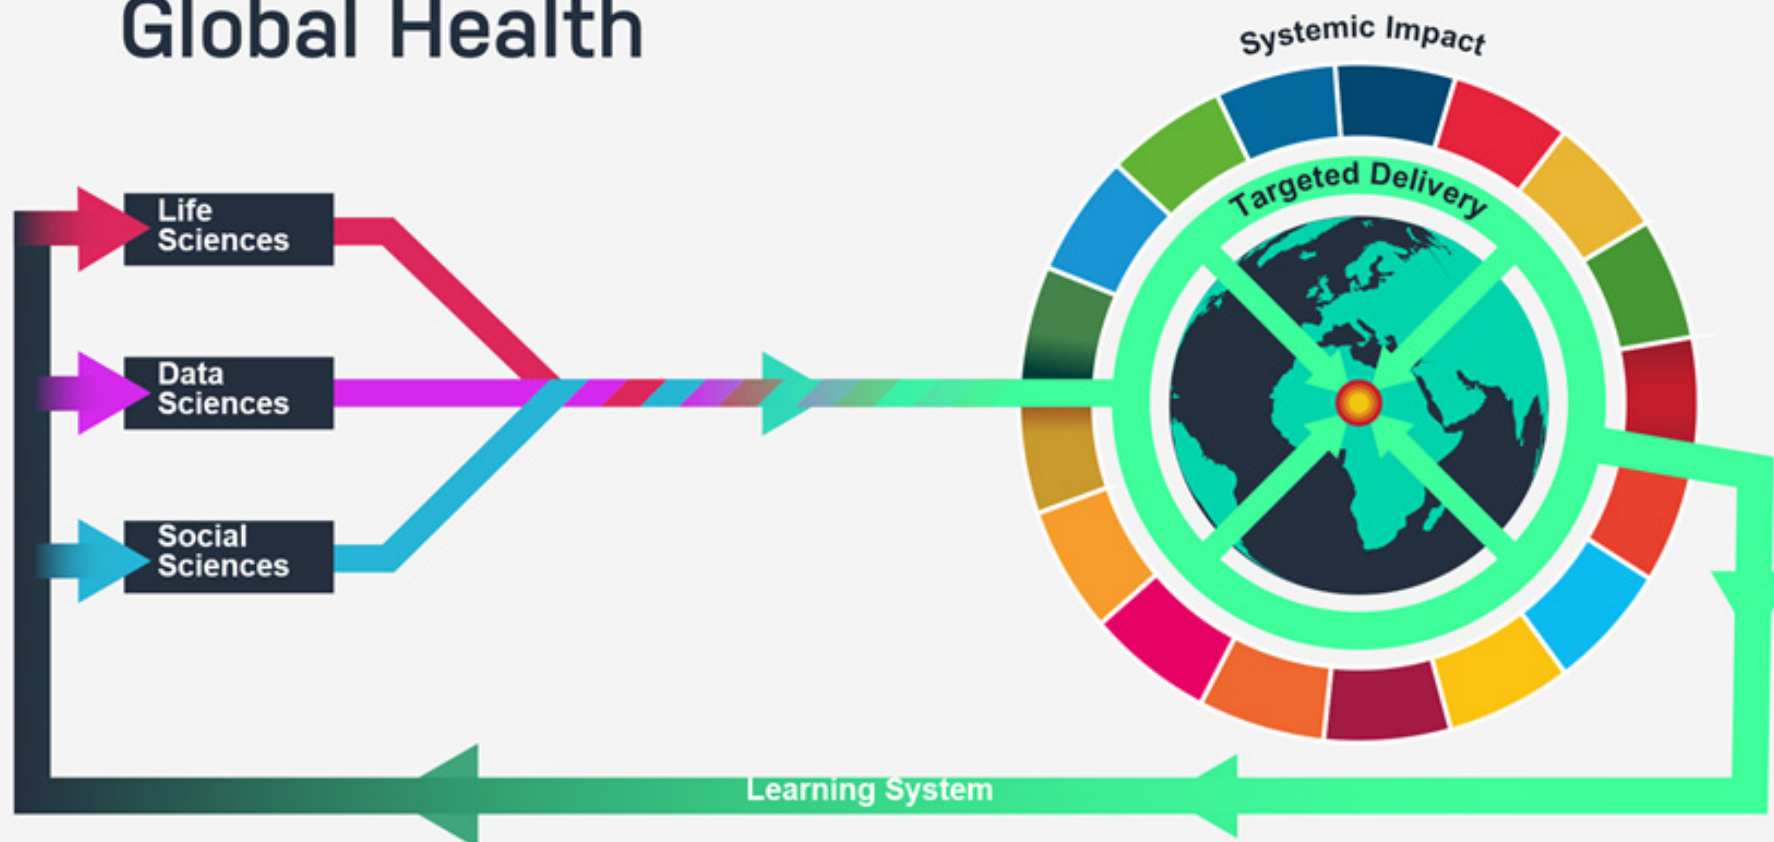 Global Health
Systemic Impact
Targeted Delivery
Life
Sciences
Data
Sciences
Social
Sciences
Learning System